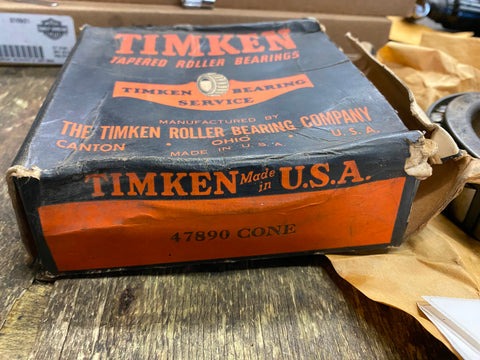 TIMKEN
TAPERED ROLLER BEARINGS
TIMKEN BEARING
SERVICE
MANUFACTURED BY
THE TIMKEN ROLLER BEARING COMPANY
CANTON • OHIO • U.S.A.
MADE IN U.S.A.
TIMKEN Made in U.S.A.
47890 CONE